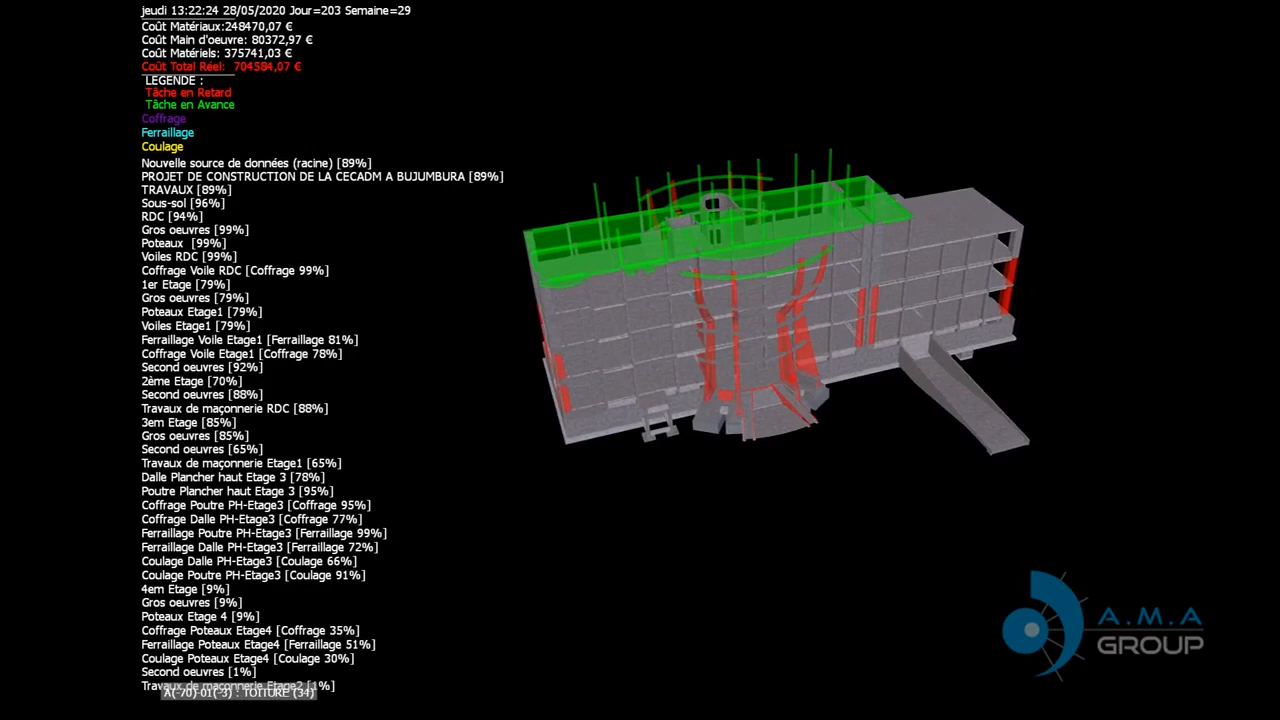 jeudi 13:22:24 28/05/2020 Jour=203 Semaine=29
Coût Matériaux:248470,07 €
Coût Main d'oeuvre: 80372,97 €
Coût Matériels: 375741,03 €
Coût Total Réel: 704584,07 €
LEGENDE :
Tâche en Retard
Tâche en Avance
Coffrage
Ferraillage
Coulage
Nouvelle source de données (racine) [89%]
PROJET DE CONSTRUCTION DE LA CECADM A BUJUMBURA [89%]
TRAVAUX [89%]
Sous-sol [96%]
RDC [94%]
Gros oeuvres [99%]
Poteaux [99%]
Voiles RDC [99%]
Coffrage Voile RDC [Coffrage 99%]
1er Etage [79%]
Gros oeuvres [79%]
Poteaux Etage1 [79%]
Voiles Etage1 [79%]
Ferraillage Voile Etage1 [Ferraillage 81%]
Coffrage Voile Etage1 [Coffrage 78%]
Second oeuvres [92%]
2ème Etage [70%]
Second oeuvres [88%]
Travaux de maçonnerie RDC [88%]
3em Etage [85%]
Gros oeuvres [85%]
Second oeuvres [65%]
Travaux de maçonnerie Etage1 [65%]
Dalle Plancher haut Etage 3 [78%]
Poutre Plancher haut Etage 3 [95%]
Coffrage Poutre PH-Etage3 [Coffrage 95%]
Coffrage Dalle PH-Etage3 [Coffrage 77%]
Ferraillage Poutre PH-Etage3 [Ferraillage 99%]
Ferraillage Dalle PH-Etage3 [Ferraillage 72%]
Coulage Dalle PH-Etage3 [Coulage 66%]
Coulage Poutre PH-Etage3 [Coulage 91%]
4em Etage [9%]
Gros oeuvres [9%]
Poteaux Etage 4 [9%]
Coffrage Poteaux Etage4 [Coffrage 35%]
Ferraillage Poteaux Etage4 [Ferraillage 51%]
Coulage Poteaux Etage4 [Coulage 30%]
Second oeuvres [1%]
Travaux de maçonnerie Etage2 [1%]
A(-70)-01(-3) : TOITURE (34)
A.M.A
GROUP